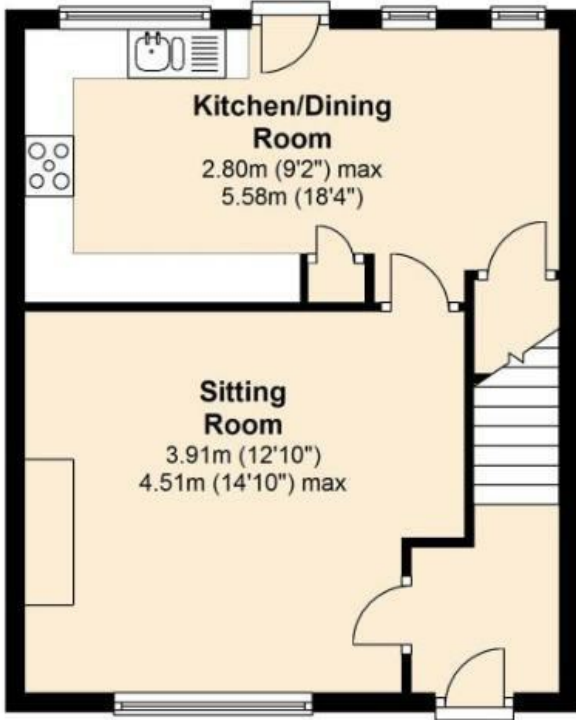 Kitchen/Dining
Room
2.80m (9'2") max
5.58m (18'4")
Sitting
Room
3.91m (12'10")
4.51m (14'10") max